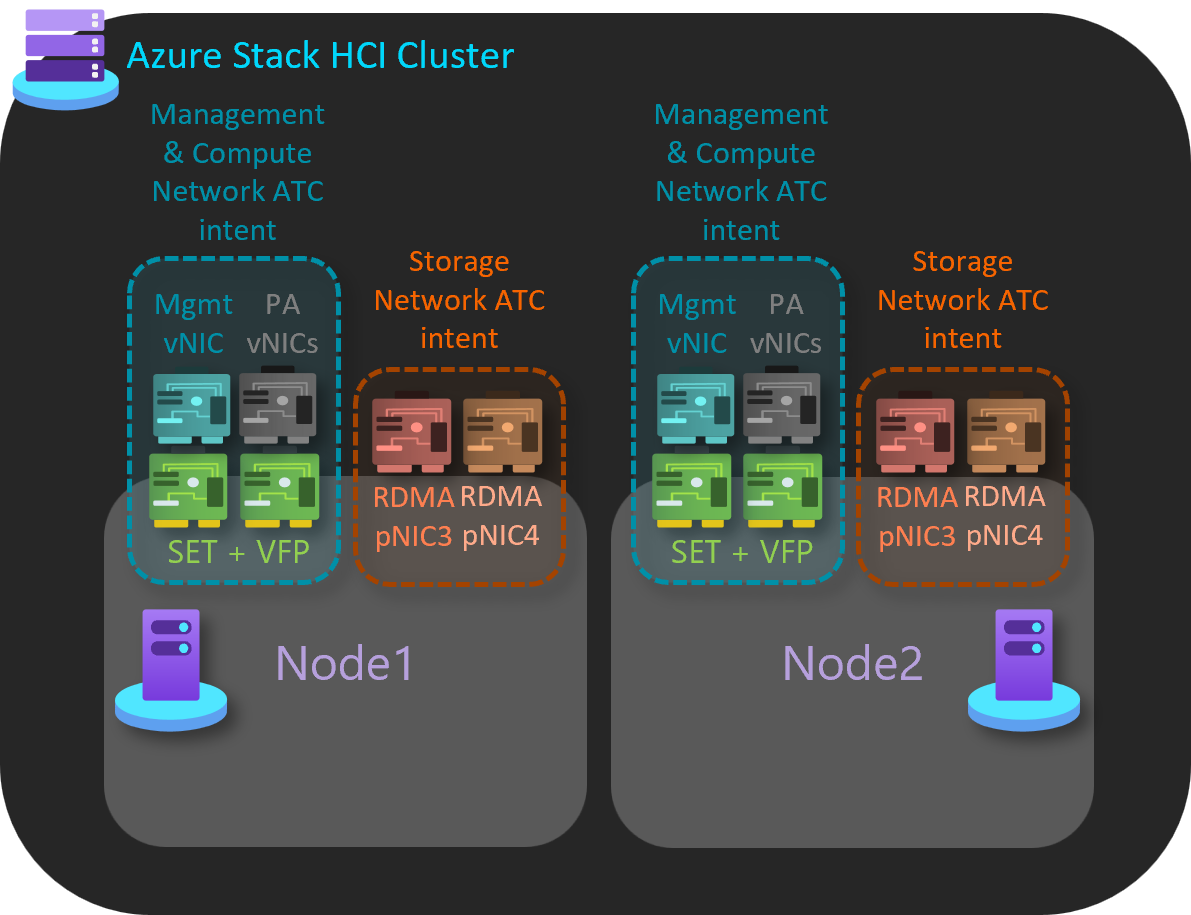 Azure Stack HCI Cluster
Management
& Compute
Network ATC
intent
Storage
Network ATC
intent
Mgmt
vNIC
PA
vNICs
RDMA
pNIC3
RDMA
pNIC4
SET + VFP
Node1
Management
& Compute
Network ATC
intent
Storage
Network ATC
intent
Mgmt
vNIC
PA
vNICs
RDMA
pNIC3
RDMA
pNIC4
SET + VFP
Node2